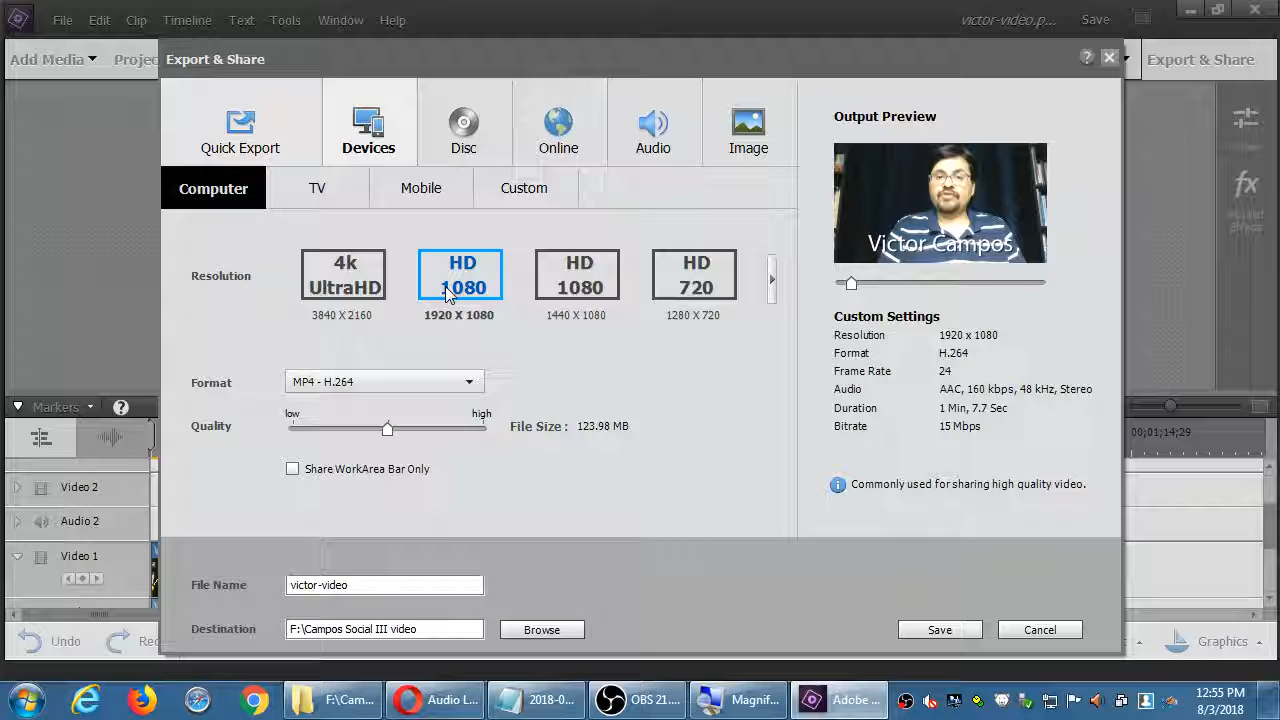 File Edit Clip Timeline Text Tools Window Help victor-video.p... Save
Add Media Projec Export & Share
Export & Share ?
Quick Export Devices Disc Online Audio Image
Computer TV Mobile Custom
Resolution
4k UltraHD
3840 X 2160
HD 1080
1920 X 1080
HD 1080
1440 X 1080
HD 720
1280 X 720
Format MP4 - H.264
low high
Quality File Size : 123.98 MB
Share WorkArea Bar Only
Output Preview
Victor Campos
Custom Settings
Resolution 1920 x 1080
Format H.264
Frame Rate 24
Audio AAC, 160 kbps, 48 kHz, Stereo
Duration 1 Min, 7.7 Sec
Bitrate 15 Mbps
Commonly used for sharing high quality video.
fx
Markers ?
00;01;14;29
Video 2
Audio 2
Video 1
File Name victor-video
Destination F:\Campos Social III video Browse Save Cancel
Undo Rec Graphics
F:\Cam... Audio L... 2018-0... OBS 21.... Magnif... Adobe ... 12:55 PM
8/3/2018